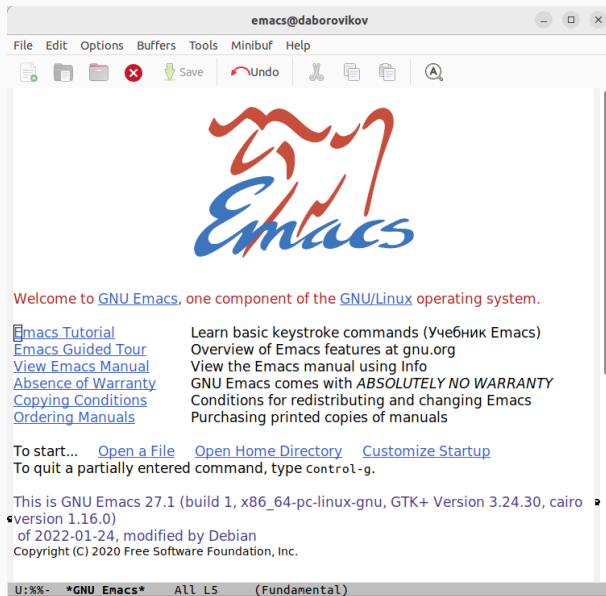 emacs@daborovikov
File Edit Options Buffers Tools Minibuf Help
Save Undo
Emacs
Welcome to GNU Emacs, one component of the GNU/Linux operating system.
Emacs Tutorial Learn basic keystroke commands (Учебник Emacs)
Emacs Guided Tour Overview of Emacs features at gnu.org
View Emacs Manual View the Emacs manual using Info
Absence of Warranty GNU Emacs comes with ABSOLUTELY NO WARRANTY
Copying Conditions Conditions for redistributing and changing Emacs
Ordering Manuals Purchasing printed copies of manuals
To start... Open a File Open Home Directory Customize Startup
To quit a partially entered command, type Control-g.
This is GNU Emacs 27.1 (build 1, x86_64-pc-linux-gnu, GTK+ Version 3.24.30, cairo
version 1.16.0)
of 2022-01-24, modified by Debian
Copyright (C) 2020 Free Software Foundation, Inc.
U:%%- *GNU Emacs* All L5 (Fundamental)